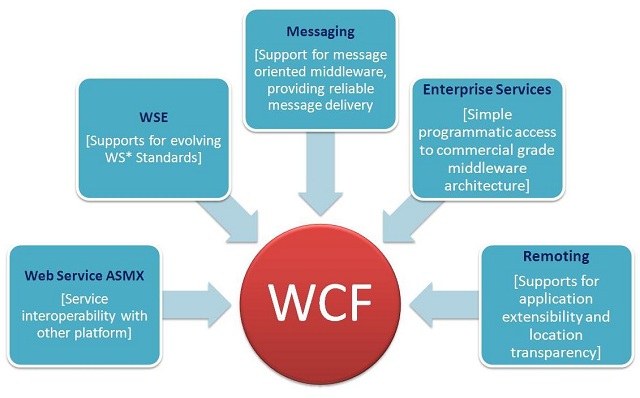 Messaging
[Support for message
oriented middleware,
providing reliable
message delivery
WSE
[Supports for evolving
WS* Standards]
Enterprise Services
[Simple
programmatic access
to commercial grade
middleware
architecture]
Web Service ASMX
[Service
interoperability with
other platform]
WCF
Remoting
[Supports for
application
extensibility and
location
transparency]